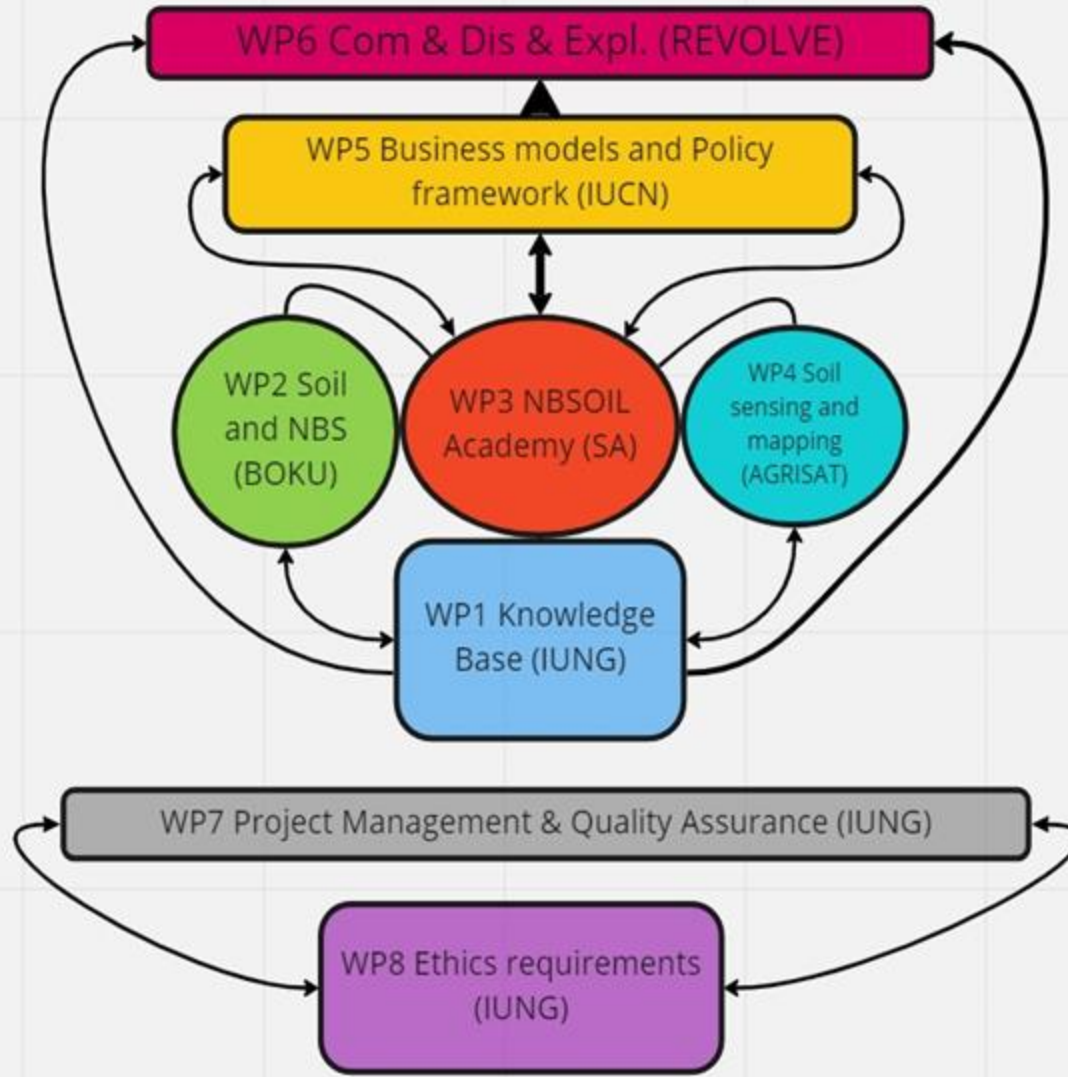 WP6 Com & Dis & Expl. (REVOLVE)
WP5 Business models and Policy
framework (IUCN)
WP2 Soil
and NBS
(BOKU)
WP3 NBSOIL
Academy (SA)
WP4 Soil
sensing and
mapping
(AGRISAT)
WP1 Knowledge
Base (IUNG)
WP7 Project Management & Quality Assurance (IUNG)
WP8 Ethics requirements
(IUNG)